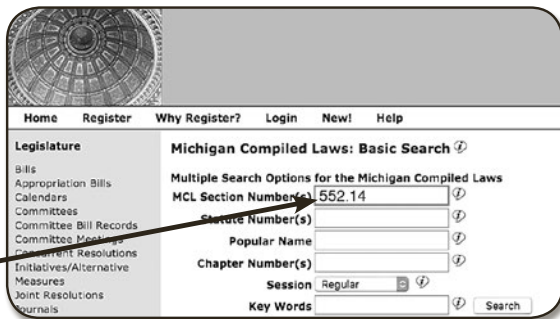 Home Register Why Register? Login New! Help
Legislature
Bills
Appropriation Bills
Calendars
Committees
Committee Bill Records
Committee Meetings
Concurrent Resolutions
Initiatives/Alternative
Measures
Joint Resolutions
Journals
Michigan Compiled Laws: Basic Search i
Multiple Search Options for the Michigan Compiled Laws
MCL Section Number(s) 552.14 i
Statute Number(s) i
Popular Name i
Chapter Number(s) i
Session Regular i
Key Words i Search